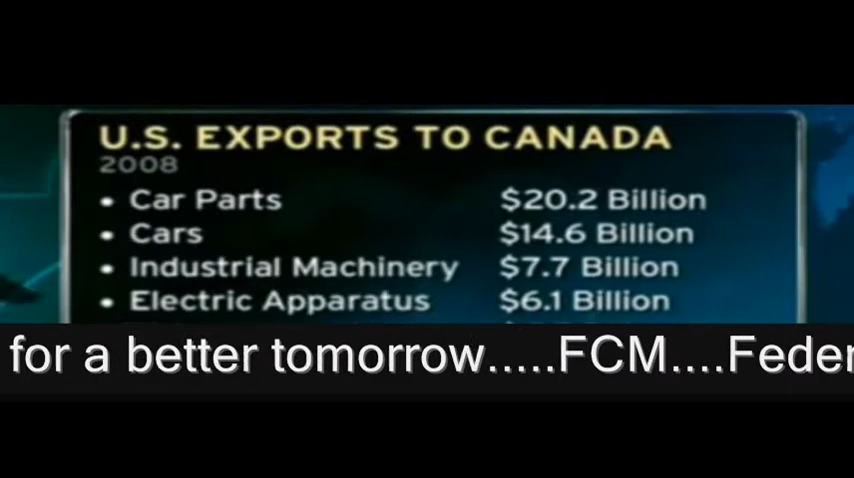 U.S. EXPORTS TO CANADA
2008
• Car Parts $20.2 Billion
• Cars $14.6 Billion
• Industrial Machinery $7.7 Billion
• Electric Apparatus $6.1 Billion
for a better tomorrow.....FCM....Feder